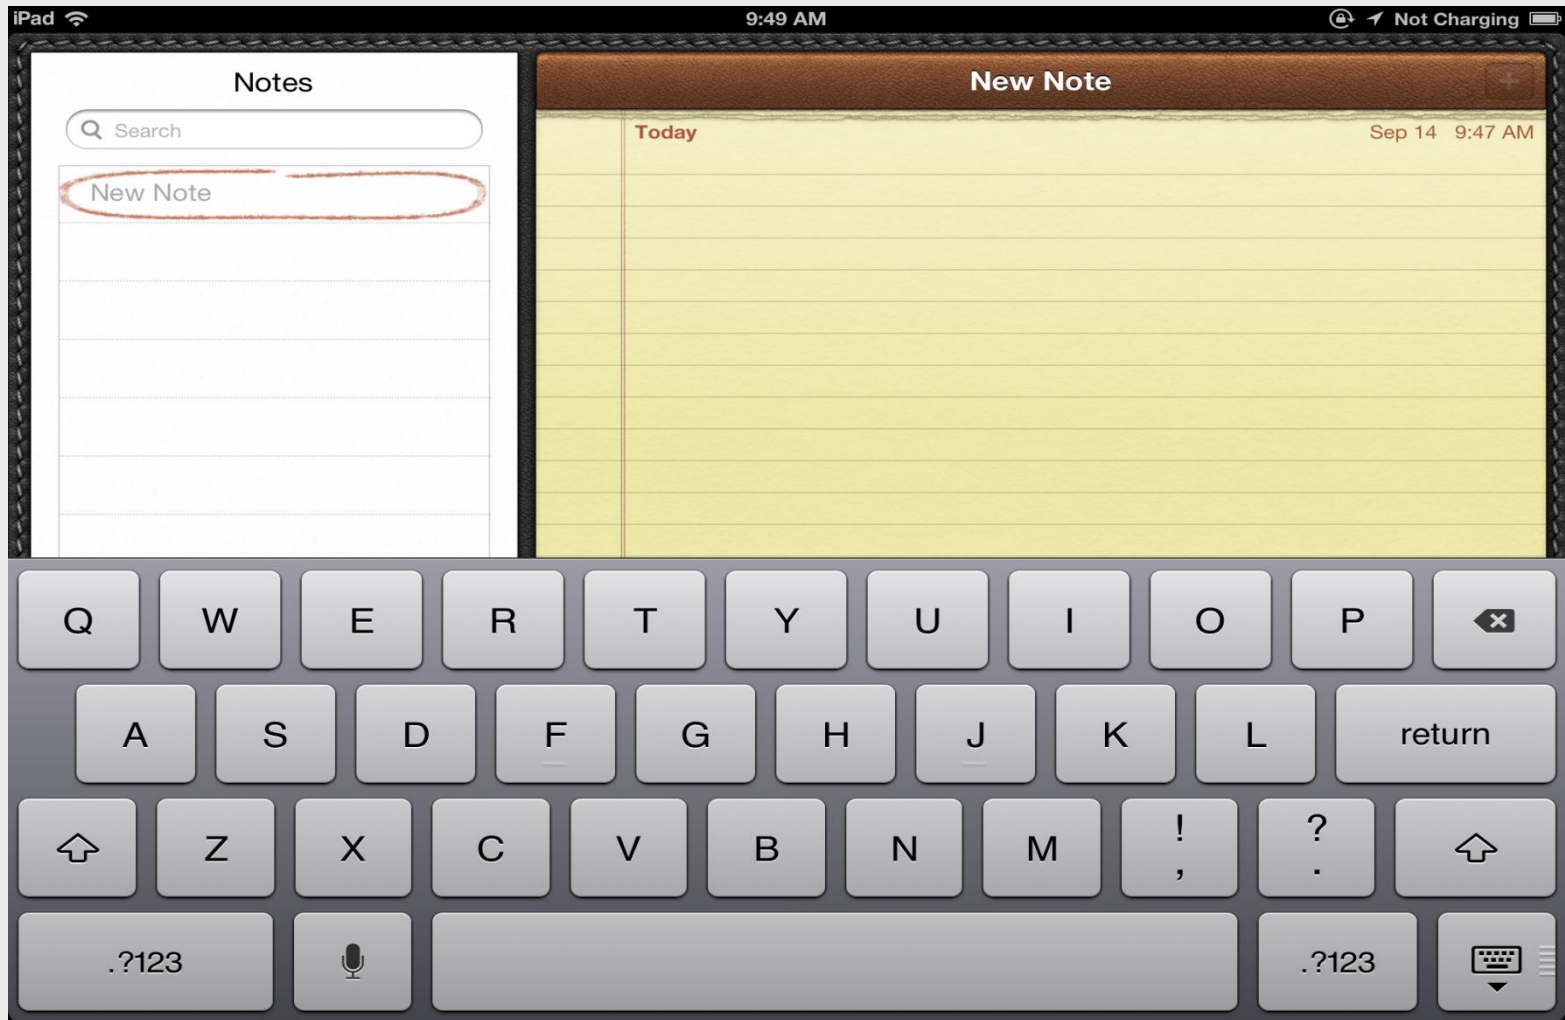 iPad 9:49 AM Not Charging
Notes
Search
New Note
New Note
Today Sep 14 9:47 AM
Q W E R T Y U I O P
A S D F G H J K L return
Z X C V B N M ! , ? .
.?123 .?123